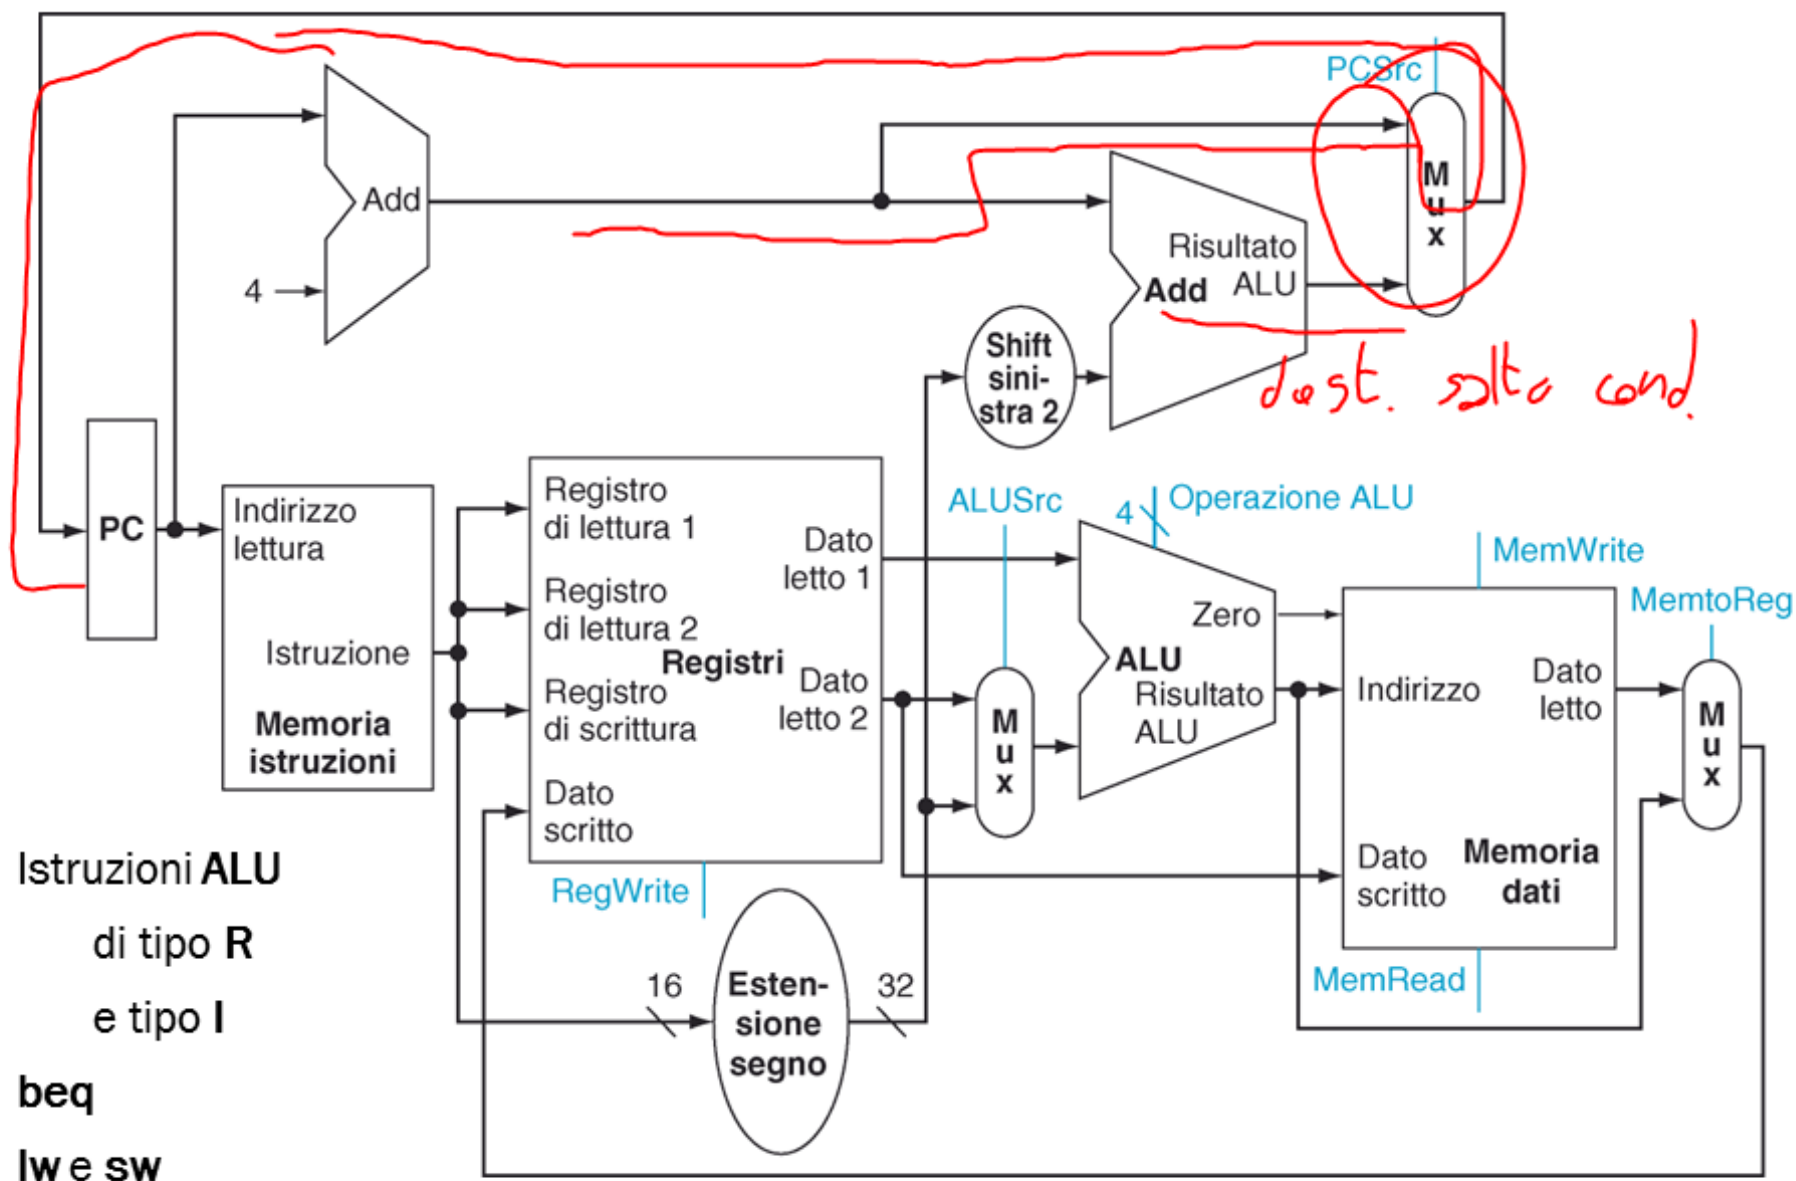 PCSrc
M
u
x
Add
4
Risultato
ALU
Add
Shift
sini-
stra 2
dest. salto cond.
PC
Indirizzo
lettura
Istruzione
Memoria
istruzioni
Registro
di lettura 1
Registro
di lettura 2
Registri
Registro
di scrittura
Dato
scritto
Dato
letto 1
Dato
letto 2
RegWrite
ALUSrc
M
u
x
4
Operazione ALU
Zero
ALU
Risultato
ALU
MemWrite
MemtoReg
Indirizzo
Dato
letto
Dato
scritto
Memoria
dati
MemRead
M
u
x
16
Esten-
sione
segno
32
Istruzioni ALU
di tipo R
e tipo I
beq
lw e sw